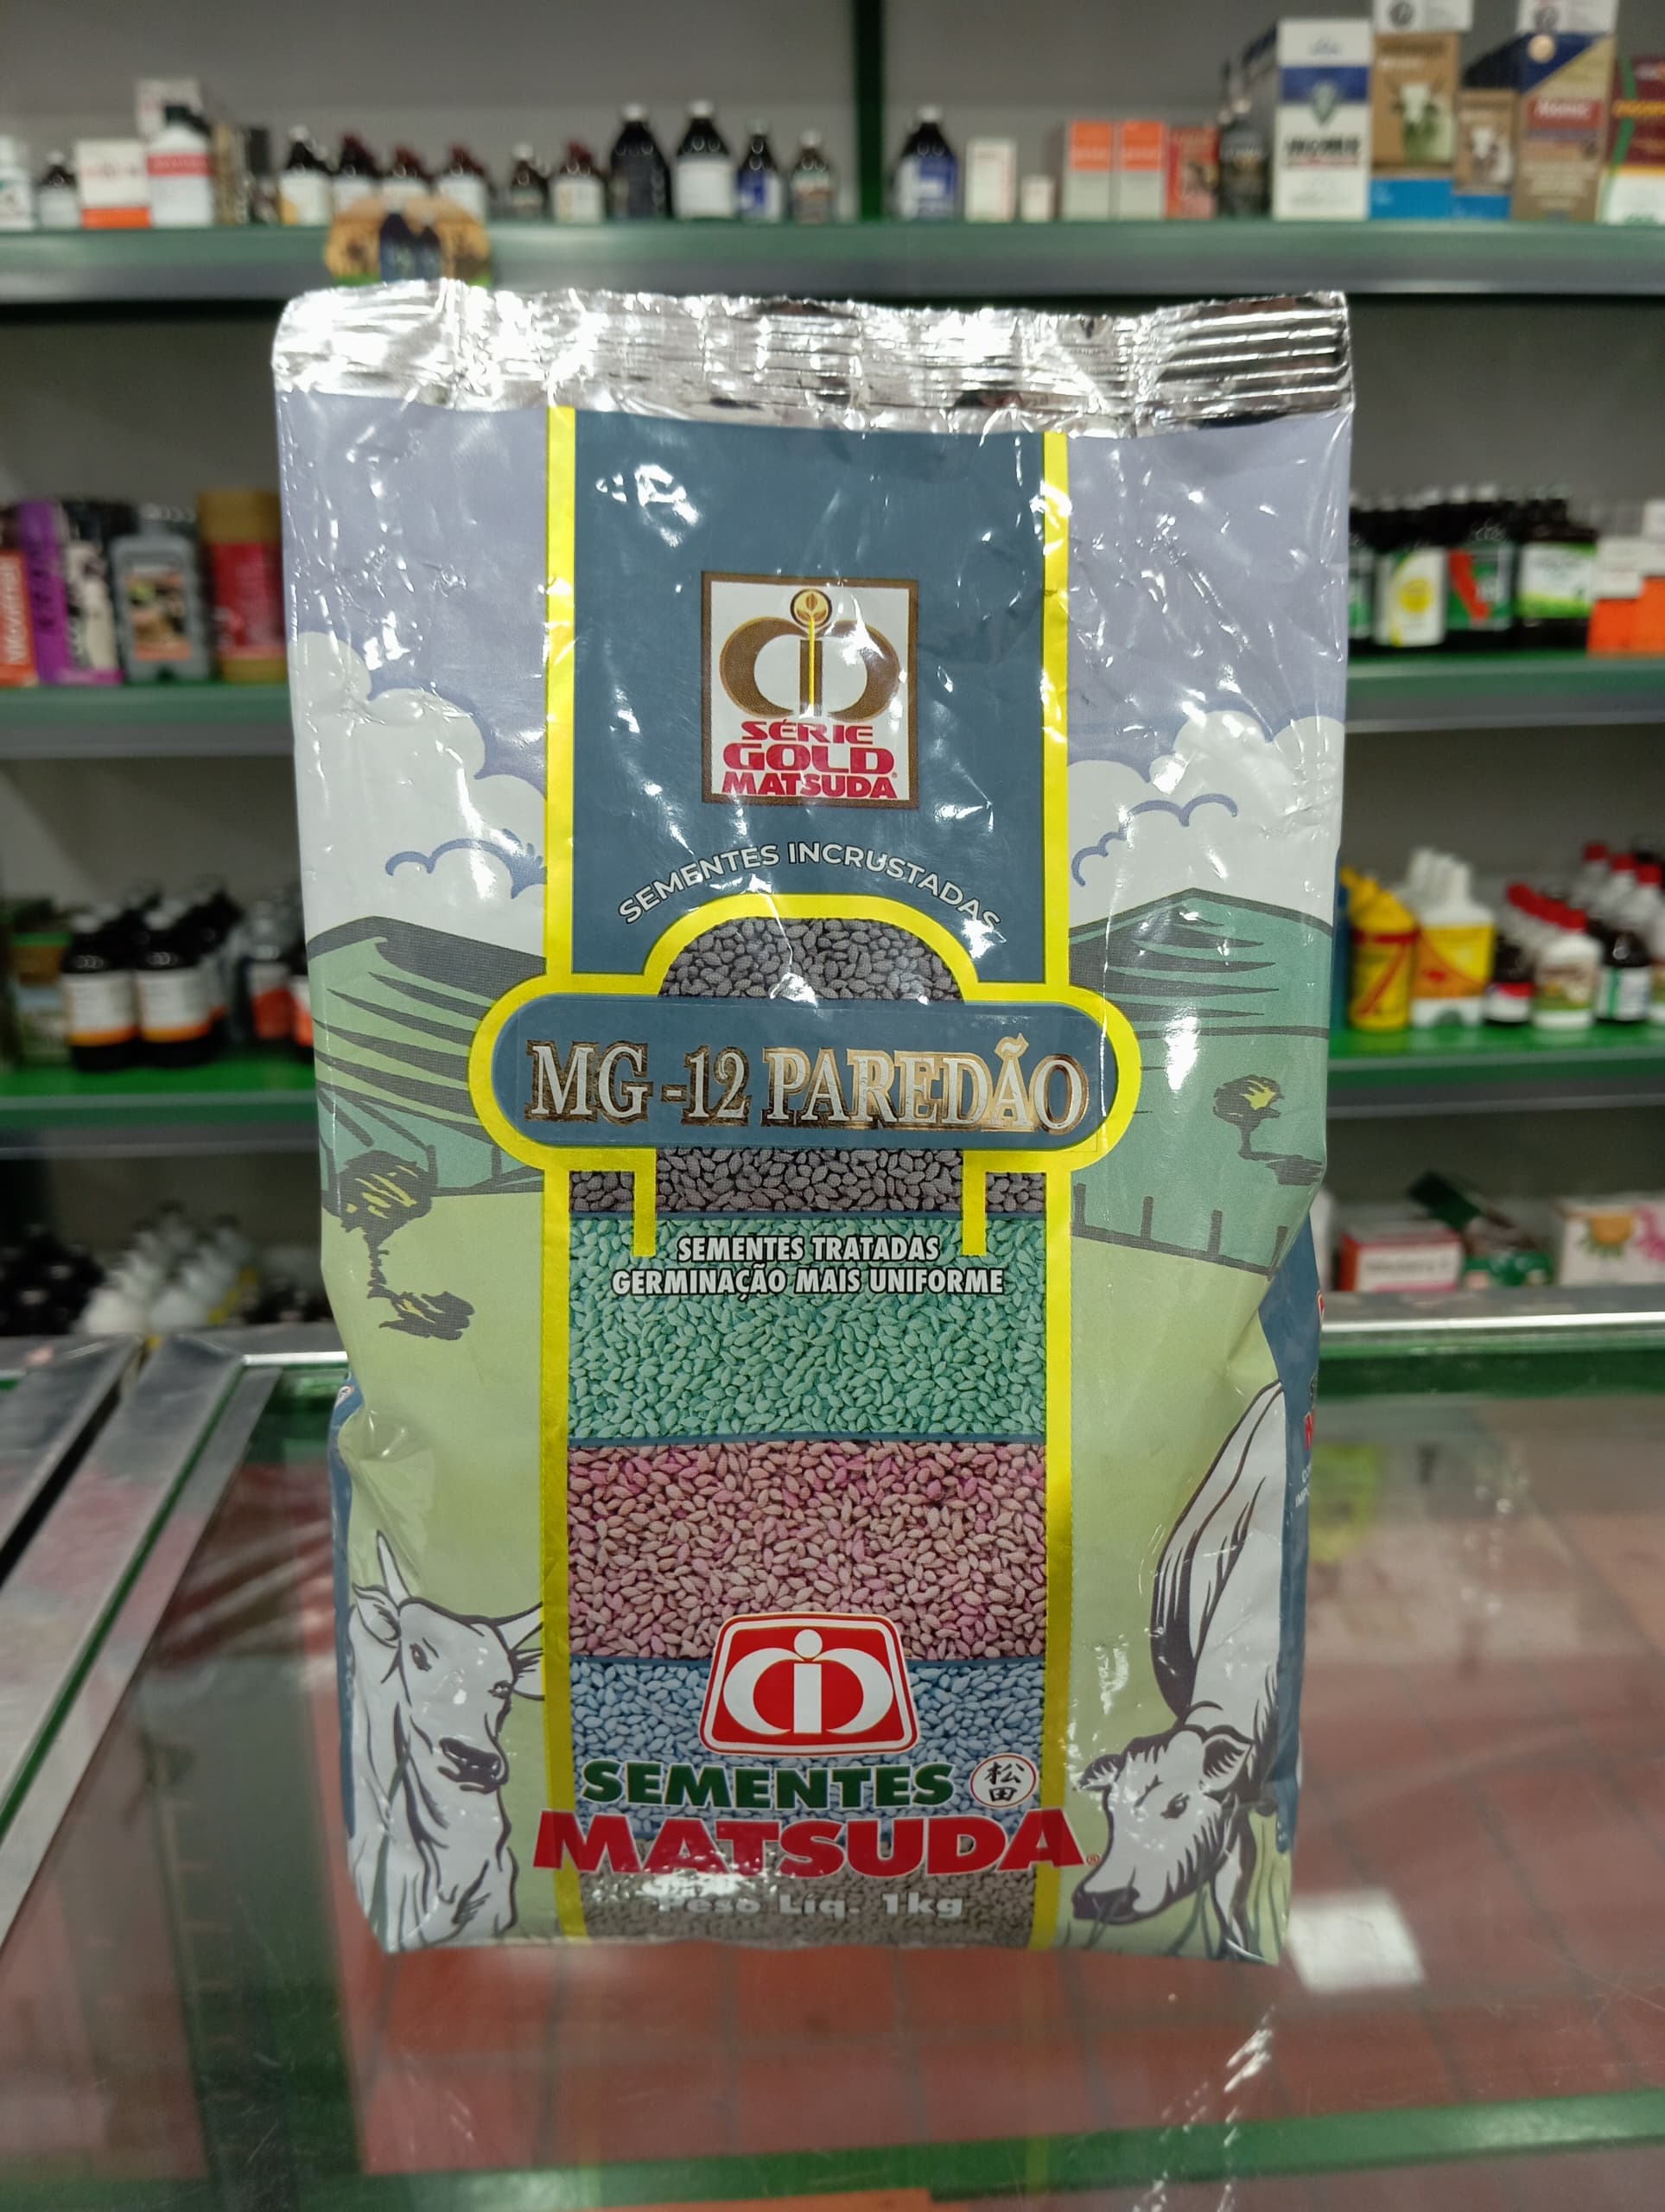 SÉRIE
GOLD
MATSUDA
SEMENTES INCRUSTADAS
MG-12 PAREDÃO
SEMENTES TRATADAS
GERMINAÇÃO MAIS UNIFORME
SEMENTES 松田
MATSUDA®
Peso Líq. 1kg